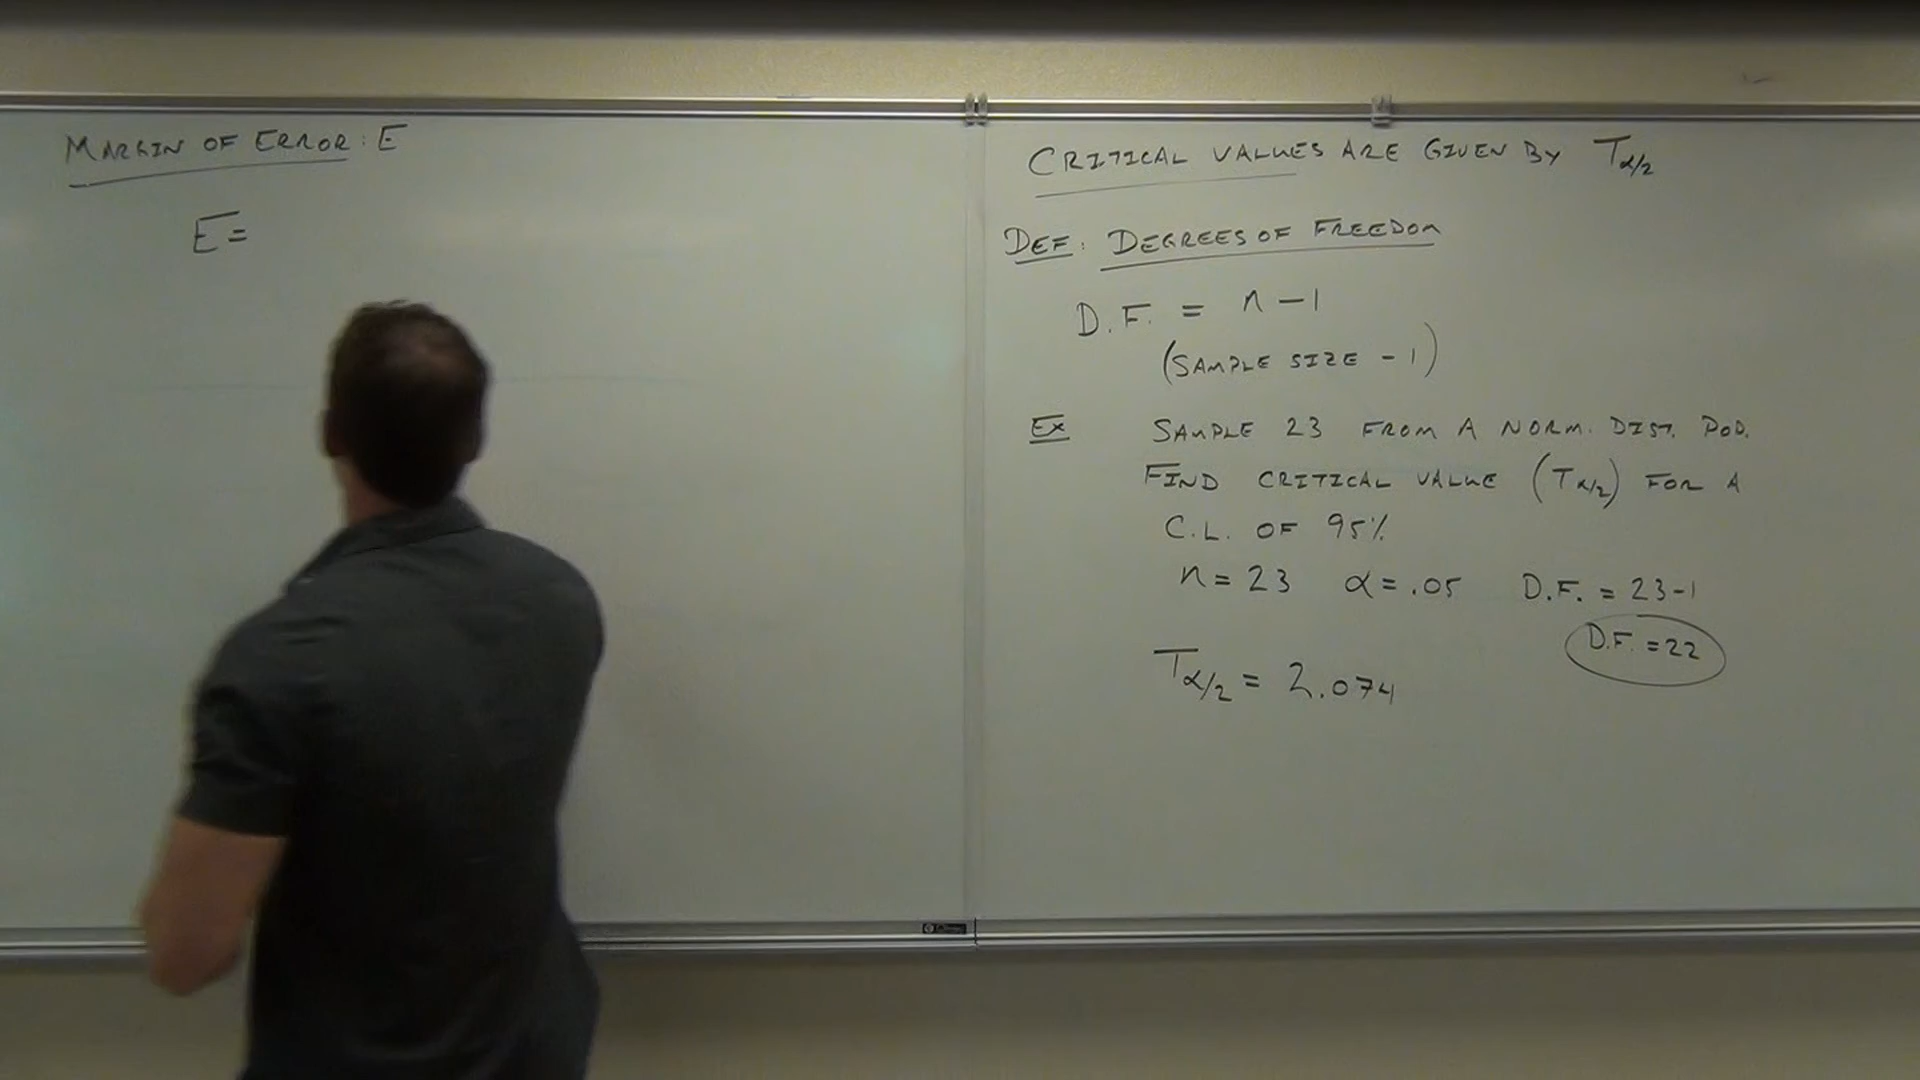 MARGIN OF ERROR: E
E=
CRITICAL VALUES ARE GIVEN BY Tα/2
DEF: DEGREES OF FREEDOM
D.F. = n-1
(SAMPLE SIZE - 1)
EX SAMPLE 23 FROM A NORM. DIST. POP.
FIND CRITICAL VALUE (Tα/2) FOR A
C.L. OF 95%
n=23 α=.05 D.F. = 23-1
D.F. =22
Tα/2 = 2.074